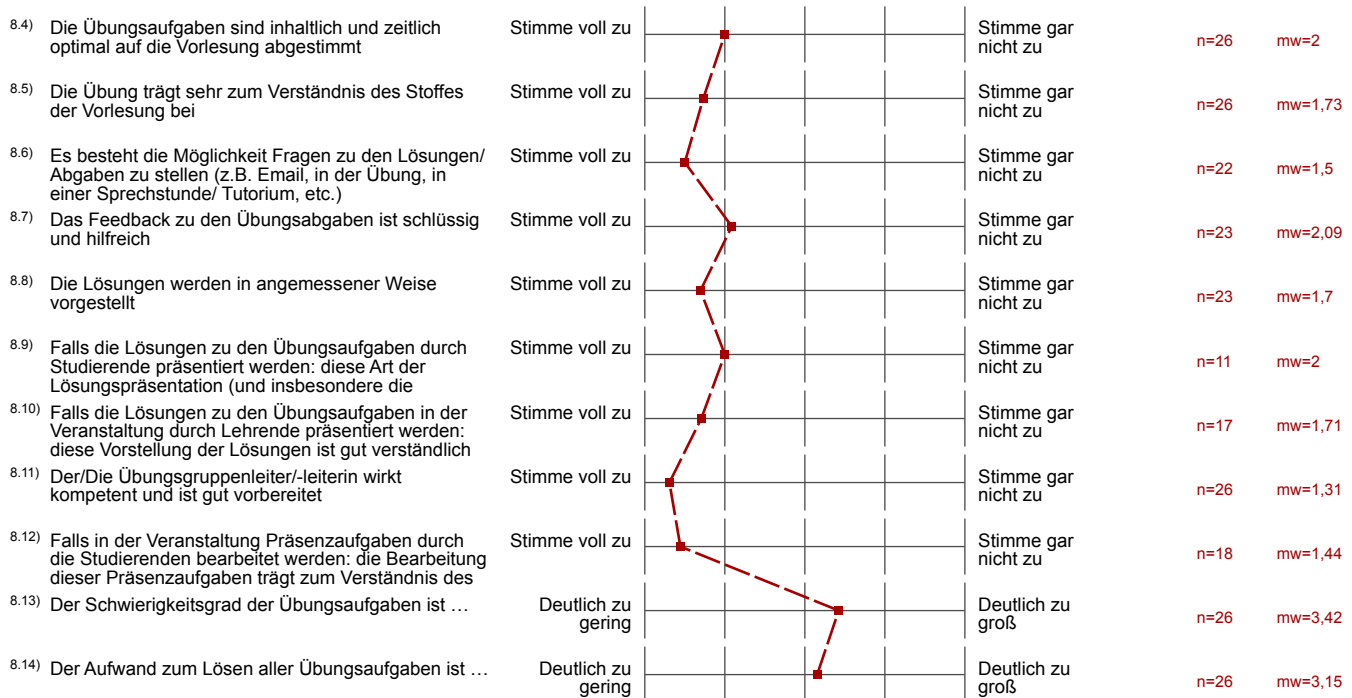 8.4) Die Übungsaufgaben sind inhaltlich und zeitlich
optimal auf die Vorlesung abgestimmt
Stimme voll zu
Stimme gar
nicht zu
n=26 mw=2
8.5) Die Übung trägt sehr zum Verständnis des Stoffes
der Vorlesung bei
Stimme voll zu
Stimme gar
nicht zu
n=26 mw=1,73
8.6) Es besteht die Möglichkeit Fragen zu den Lösungen/
Abgaben zu stellen (z.B. Email, in der Übung, in
einer Sprechstunde/ Tutorium, etc.)
Stimme voll zu
Stimme gar
nicht zu
n=22 mw=1,5
8.7) Das Feedback zu den Übungsabgaben ist schlüssig
und hilfreich
Stimme voll zu
Stimme gar
nicht zu
n=23 mw=2,09
8.8) Die Lösungen werden in angemessener Weise
vorgestellt
Stimme voll zu
Stimme gar
nicht zu
n=23 mw=1,7
8.9) Falls die Lösungen zu den Übungsaufgaben durch
Studierende präsentiert werden: diese Art der
Lösungspräsentation (und insbesondere die
Stimme voll zu
Stimme gar
nicht zu
n=11 mw=2
8.10) Falls die Lösungen zu den Übungsaufgaben in der
Veranstaltung durch Lehrende präsentiert werden:
diese Vorstellung der Lösungen ist gut verständlich
Stimme voll zu
Stimme gar
nicht zu
n=17 mw=1,71
8.11) Der/Die Übungsgruppenleiter/-leiterin wirkt
kompetent und ist gut vorbereitet
Stimme voll zu
Stimme gar
nicht zu
n=26 mw=1,31
8.12) Falls in der Veranstaltung Präsenzaufgaben durch
die Studierenden bearbeitet werden: die Bearbeitung
dieser Präsenzaufgaben trägt zum Verständnis des
Stimme voll zu
Stimme gar
nicht zu
n=18 mw=1,44
8.13) Der Schwierigkeitsgrad der Übungsaufgaben ist …
Deutlich zu
gering
Deutlich zu
groß
n=26 mw=3,42
8.14) Der Aufwand zum Lösen aller Übungsaufgaben ist …
Deutlich zu
gering
Deutlich zu
groß
n=26 mw=3,15